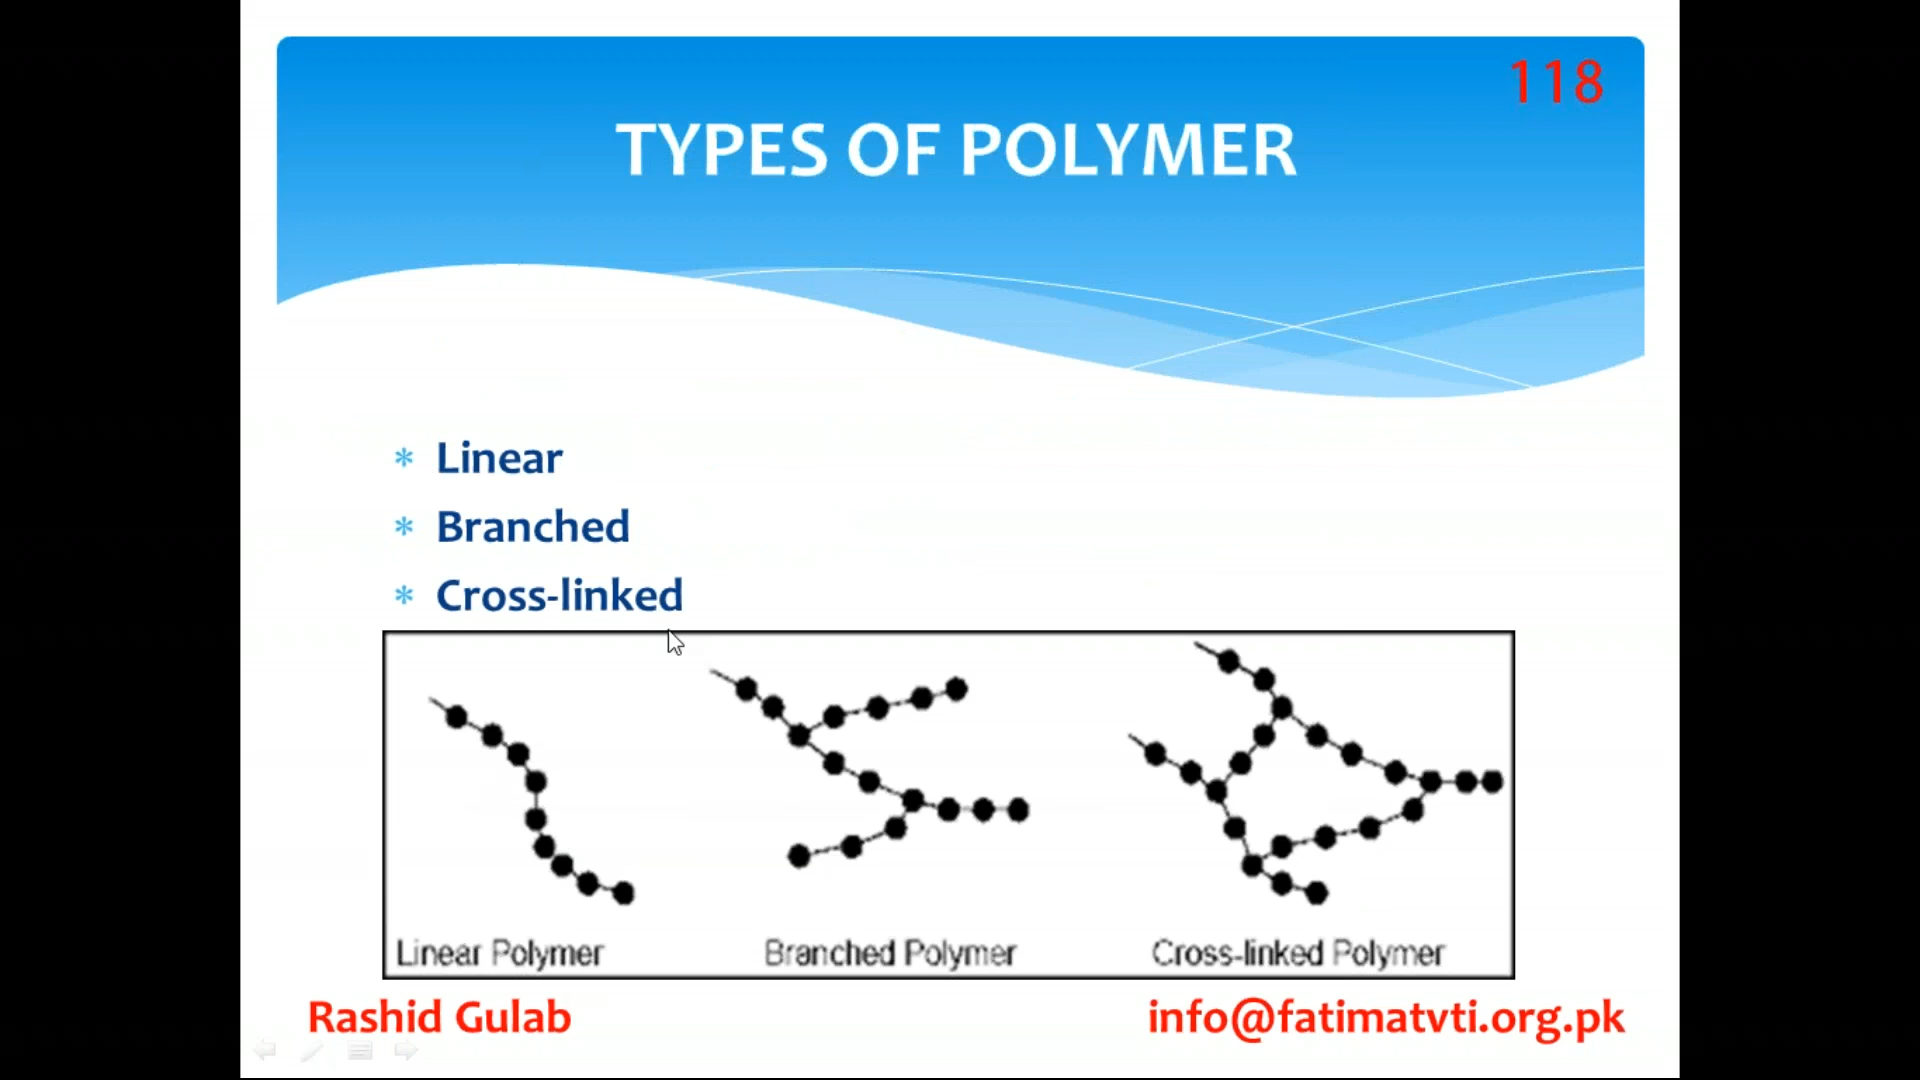 118
TYPES OF POLYMER
* Linear
* Branched
* Cross-linked
Linear Polymer
Branched Polymer
Cross-linked Polymer
Rashid Gulab
info@fatimatvti.org.pk